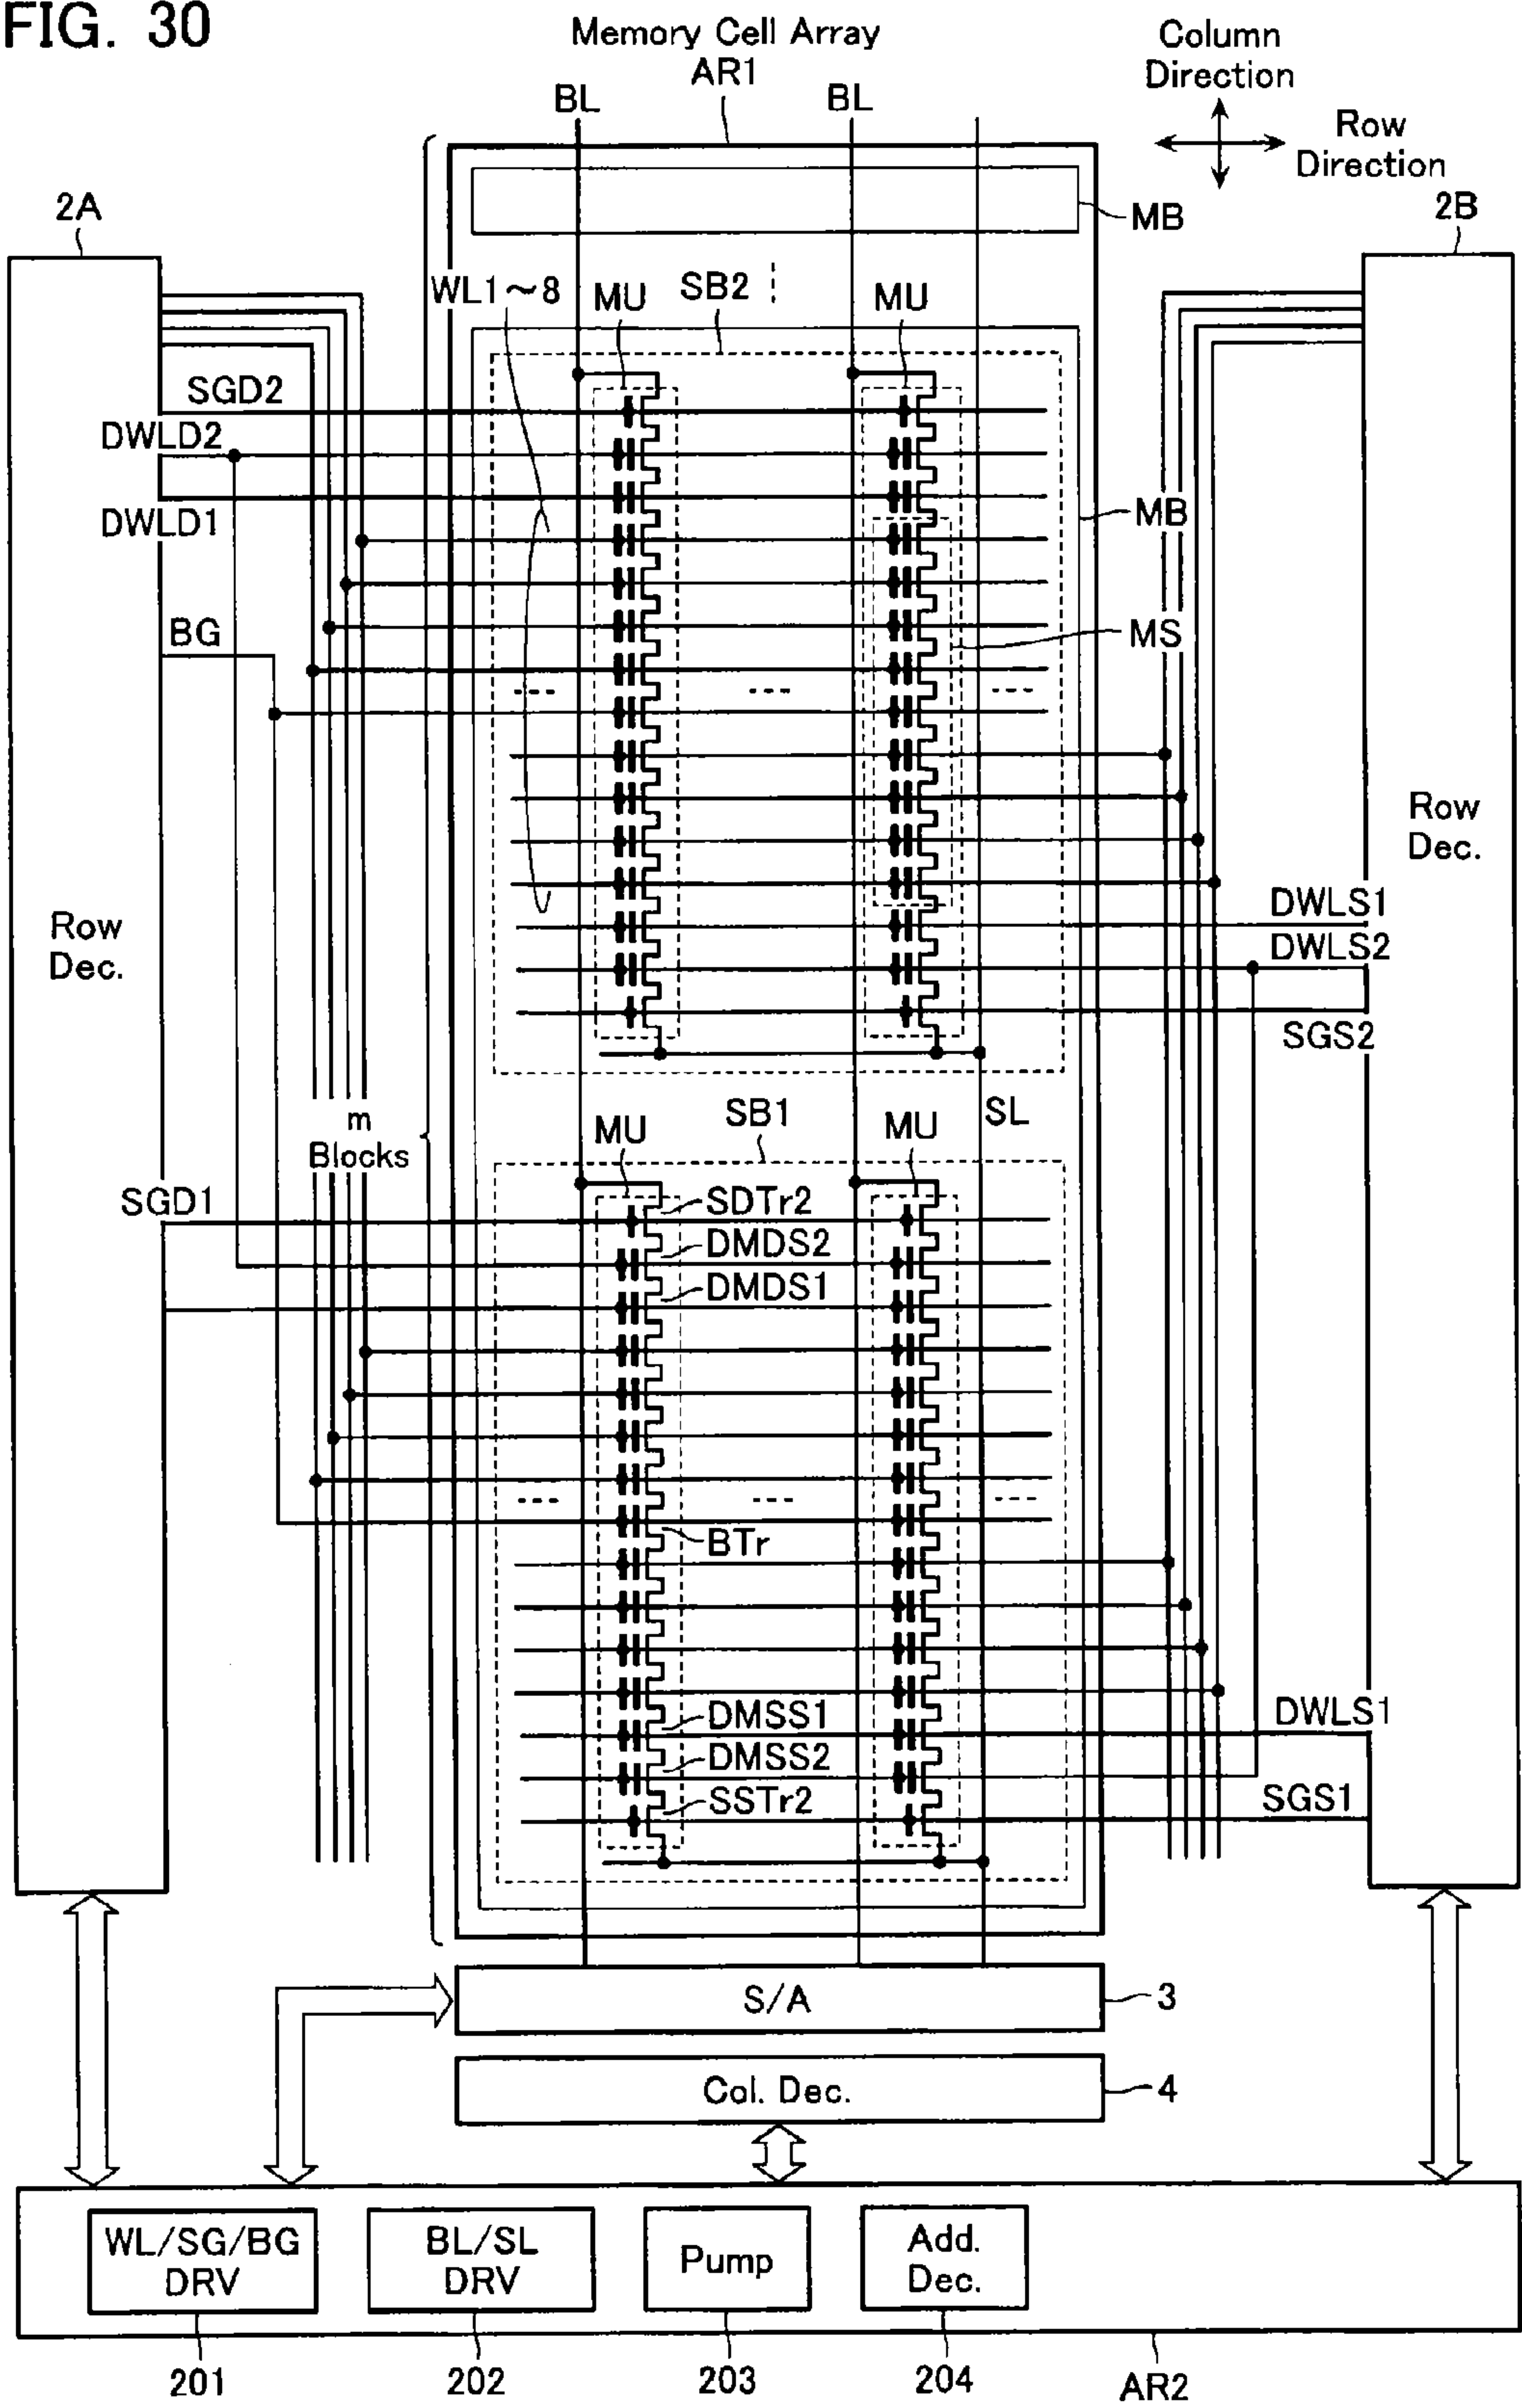 FIG. 30
Memory Cell Array
AR1
Column
Direction
Row
Direction
BL
BL
2A
MB
2B
WL1~8
MU
SB2
MU
SGD2
DWLD2
DWLD1
MB
BG
MS
Row
Dec.
Row
Dec.
DWLS1
DWLS2
SGS2
m
Blocks
MU
SB1
MU
SL
SGD1
SDTr2
DMDS2
DMDS1
BTr
DMSS1
DWLS1
DMSS2
SSTr2
SGS1
S/A
3
Col. Dec.
4
WL/SG/BG
DRV
BL/SL
DRV
Pump
Add.
Dec.
201
202
203
204
AR2